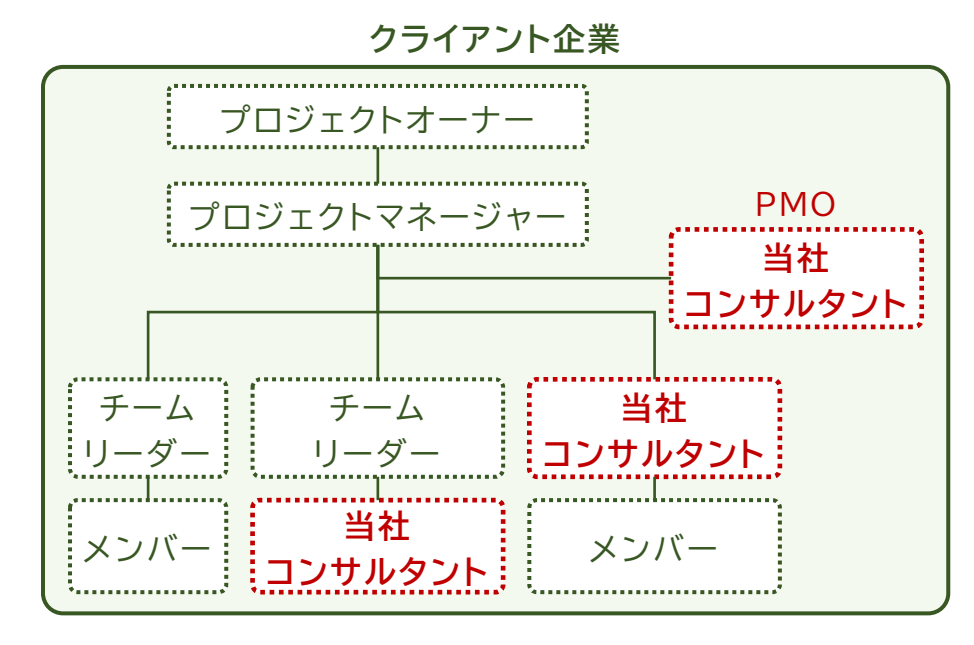 クライアント企業
プロジェクトオーナー
プロジェクトマネージャー
PMO
当社
コンサルタント
チーム
リーダー
チーム
リーダー
当社
コンサルタント
メンバー
当社
コンサルタント
メンバー